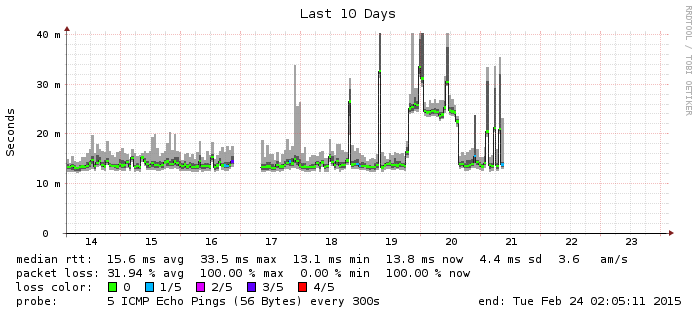 Last 10 Days
RRDTOOL / TOBI OETIKER
Seconds
40 m
30 m
20 m
10 m
0
14 15 16 17 18 19 20 21 22 23
median rtt: 15.6 ms avg 33.5 ms max 13.1 ms min 13.8 ms now 4.4 ms sd 3.6 am/s
packet loss: 31.94 % avg 100.00 % max 0.00 % min 100.00 % now
loss color: 0 1/5 2/5 3/5 4/5
probe: 5 ICMP Echo Pings (56 Bytes) every 300s end: Tue Feb 24 02:05:11 2015